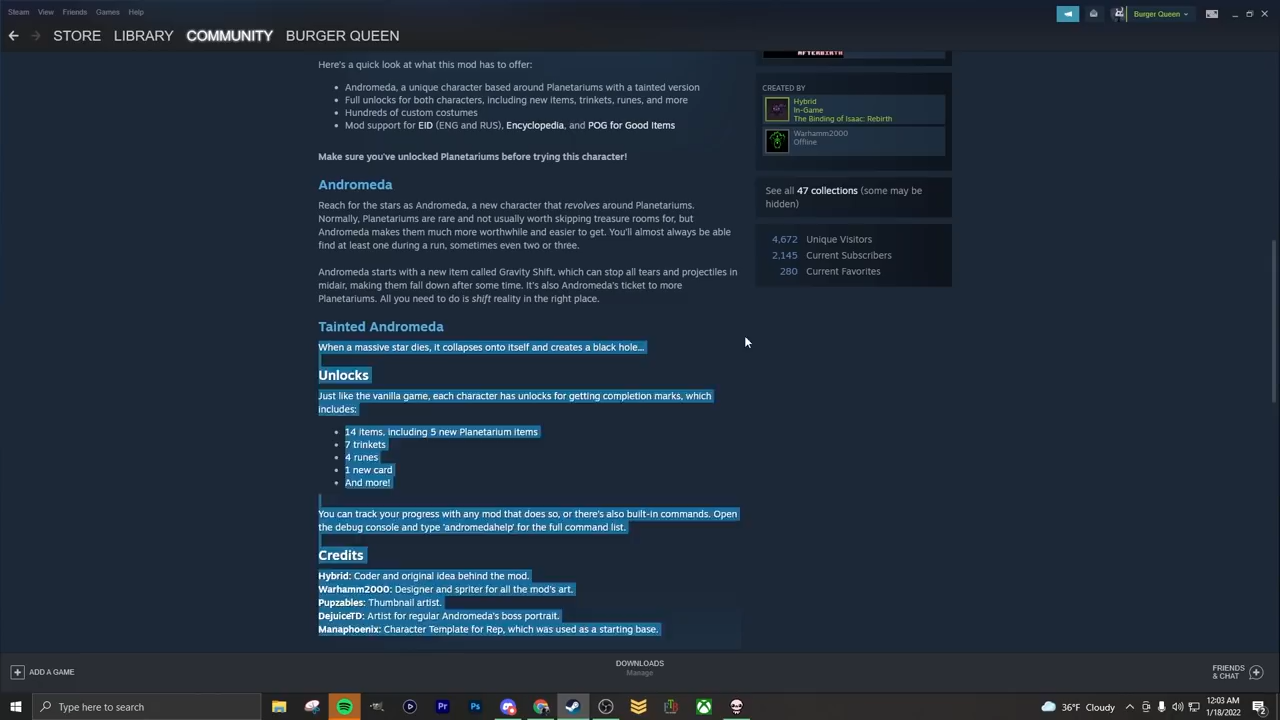 Steam View Friends Games Help
Burger Queen
STORE LIBRARY COMMUNITY BURGER QUEEN
Here's a quick look at what this mod has to offer:
Andromeda, a unique character based around Planetariums with a tainted version
Full unlocks for both characters, including new items, trinkets, runes, and more
Hundreds of custom costumes
Mod support for EID (ENG and RUS), Encyclopedia, and POG for Good Items
Make sure you've unlocked Planetariums before trying this character!
Andromeda
Reach for the stars as Andromeda, a new character that revolves around Planetariums.
Normally, Planetariums are rare and not usually worth skipping treasure rooms for, but
Andromeda makes them much more worthwhile and easier to get. You'll almost always be able
find at least one during a run, sometimes even two or three.
Andromeda starts with a new item called Gravity Shift, which can stop all tears and projectiles in
midair, making them fall down after some time. It's also Andromeda's ticket to more
Planetariums. All you need to do is shift reality in the right place.
Tainted Andromeda
When a massive star dies, it collapses onto itself and creates a black hole...
Unlocks
Just like the vanilla game, each character has unlocks for getting completion marks, which
includes:
14 items, including 5 new Planetarium items
7 trinkets
4 runes
1 new card
And more!
You can track your progress with any mod that does so, or there's also built-in commands. Open
the debug console and type 'andromedahelp' for the full command list.
Credits
Hybrid: Coder and original idea behind the mod.
Warhamm2000: Designer and spriter for all the mod's art.
Pupzables: Thumbnail artist.
DejuiceTD: Artist for regular Andromeda's boss portrait.
Manaphoenix: Character Template for Rep, which was used as a starting base.
AFTERBIRTH
CREATED BY
Hybrid
In-Game
The Binding of Isaac: Rebirth
Warhamm2000
Offline
See all 47 collections (some may be
hidden)
4,672 Unique Visitors
2,145 Current Subscribers
280 Current Favorites
ADD A GAME
DOWNLOADS
Manage
FRIENDS
& CHAT
Type here to search
Pr
Ps
36°F Cloudy
12:03 AM
1/18/2022
2